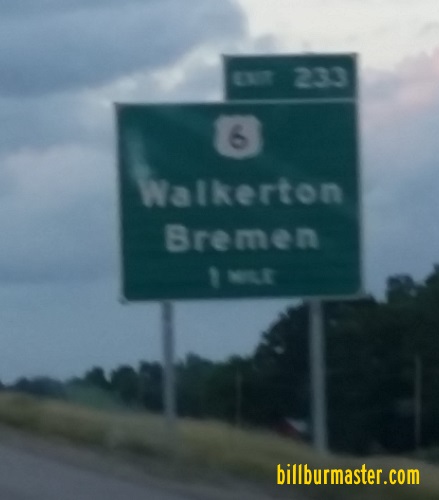 EXIT 233
6
Walkerton
Bremen
1 MILE
billburmaster.com